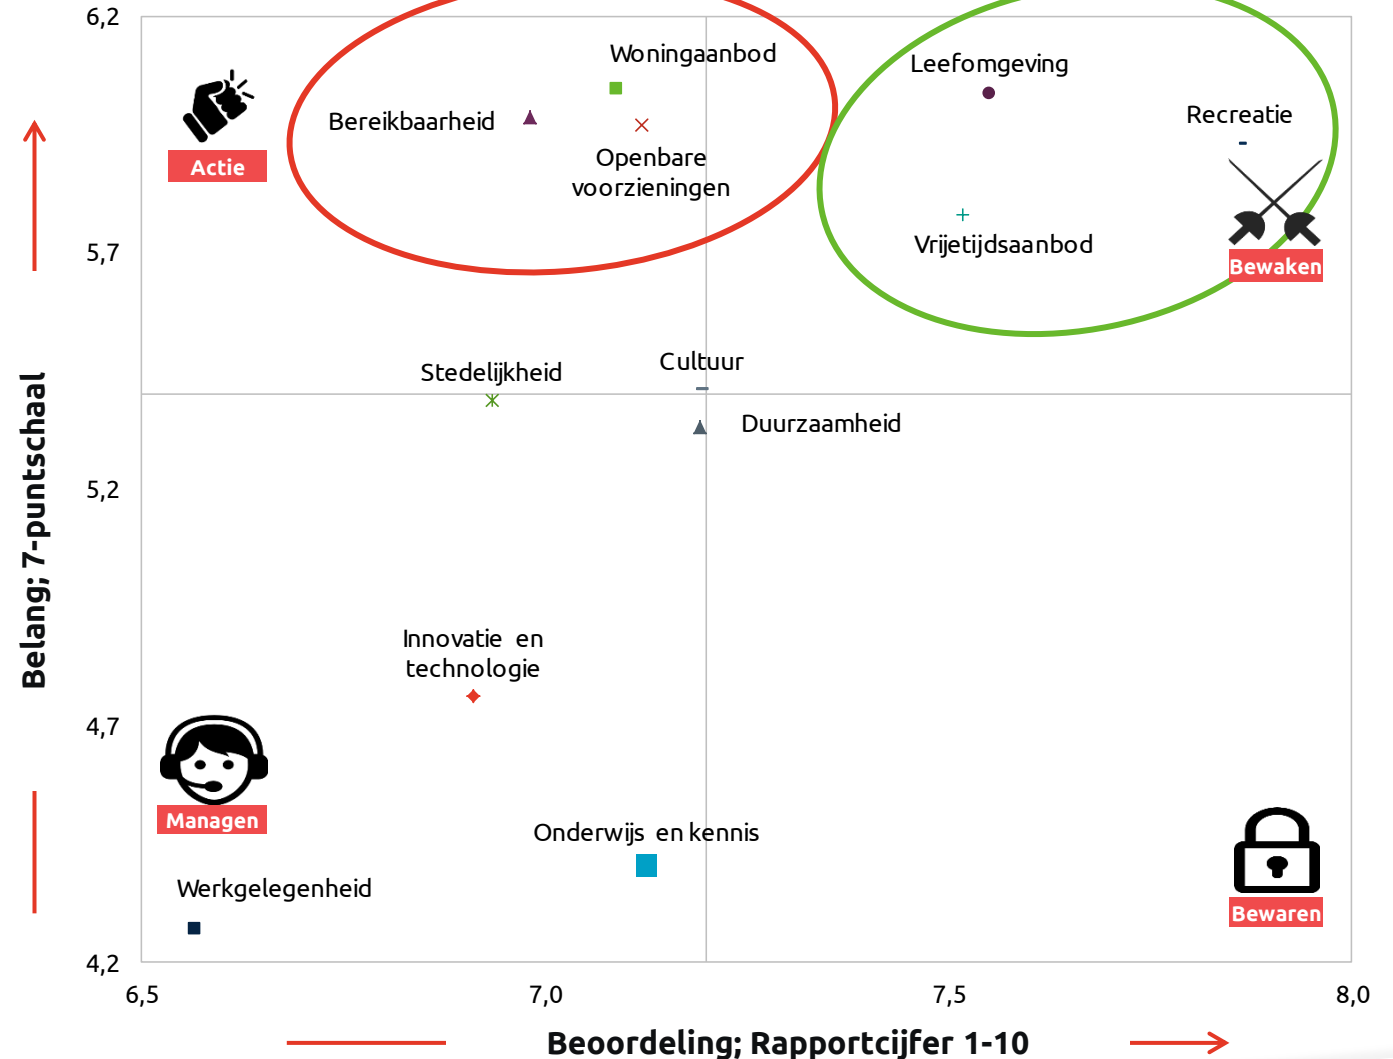 6,2
Woningaanbod
Leefomgeving
Bereikbaarheid
Recreatie
Actie
Openbare
voorzieningen
5,7
Vrijetijdsaanbod
Bewaken
Stedelijkheid
Cultuur
Duurzaamheid
Belang; 7-puntschaal
5,2
Innovatie en
technologie
4,7
Managen
Onderwijs en kennis
Werkgelegenheid
Bewaren
4,2
6,5
7,0
7,5
8,0
Beoordeling; Rapportcijfer 1-10